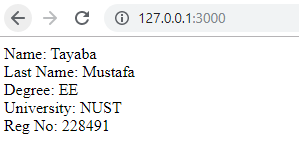 127.0.0.1:3000
Name: Tayaba
Last Name: Mustafa
Degree: EE
University: NUST
Reg No: 228491